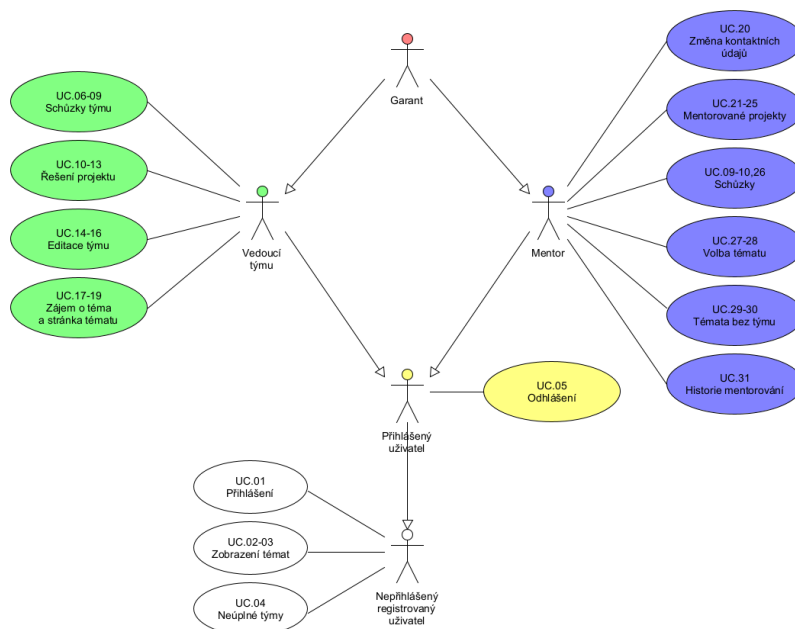 Garant
UC.06-09
Schůzky týmu
UC.10-13
Řešení projektu
UC.14-16
Editace týmu
UC.17-19
Zájem o téma
a stránka tématu
Vedoucí
týmu
Mentor
UC.20
Změna kontaktních
údajů
UC.21-25
Mentorované projekty
UC.09-10,26
Schůzky
UC.27-28
Volba tématu
UC.29-30
Témata bez týmu
UC.31
Historie mentorování
UC.05
Odhlášení
Přihlášený
uživatel
UC.01
Přihlášení
UC.02-03
Zobrazení témat
UC.04
Neúplné týmy
Nepřihlášený
registrovaný
uživatel